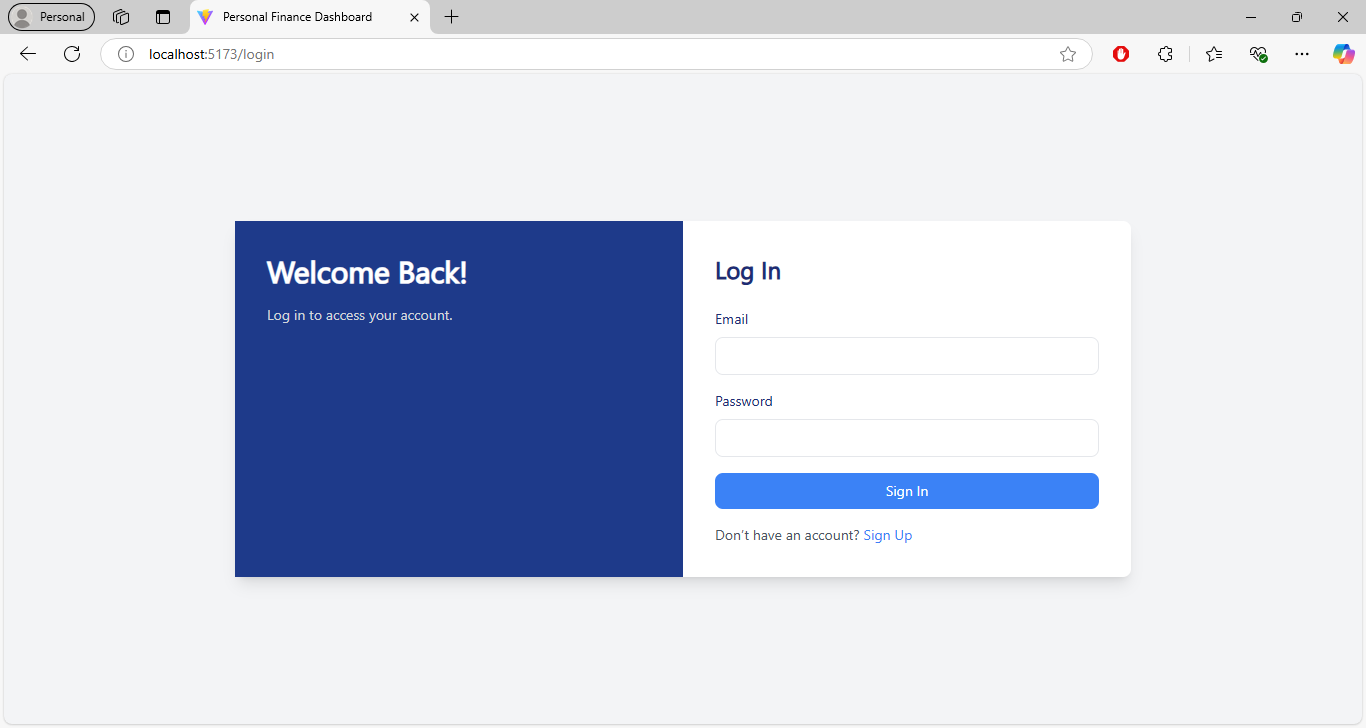 Personal
Personal Finance Dashboard
localhost:5173/login
Welcome Back!
Log in to access your account.
Log In
Email
Password
Sign In
Don't have an account? Sign Up